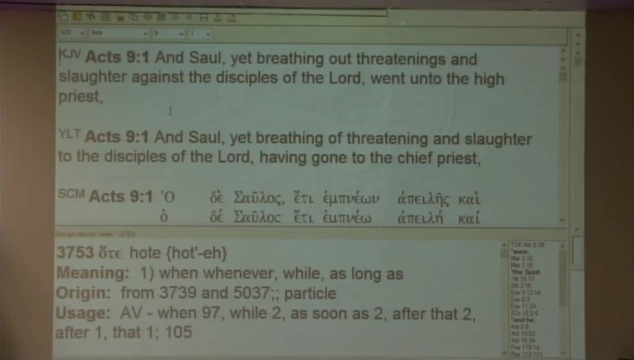 KJV Acts 9:1 And Saul, yet breathing out threatenings and
slaughter against the disciples of the Lord, went unto the high
priest,
YLT Acts 9:1 And Saul, yet breathing of threatening and slaughter
to the disciples of the Lord, having gone to the chief priest,
SCM Acts 9:1 Ὁ δὲ Σαῦλος, ἔτι ἐμπνέων ἀπειλῆς καὶ
ὁ δέ Σαῦλος ἔτι ἐμπνέω ἀπειλή καί
3753 ὅτε hote {hot'-eh}
Meaning: 1) when whenever, while, as long as
Origin: from 3739 and 5037;; particle
Usage: AV - when 97, while 2, as soon as 2, after that 2,
after 1, that 1; 105